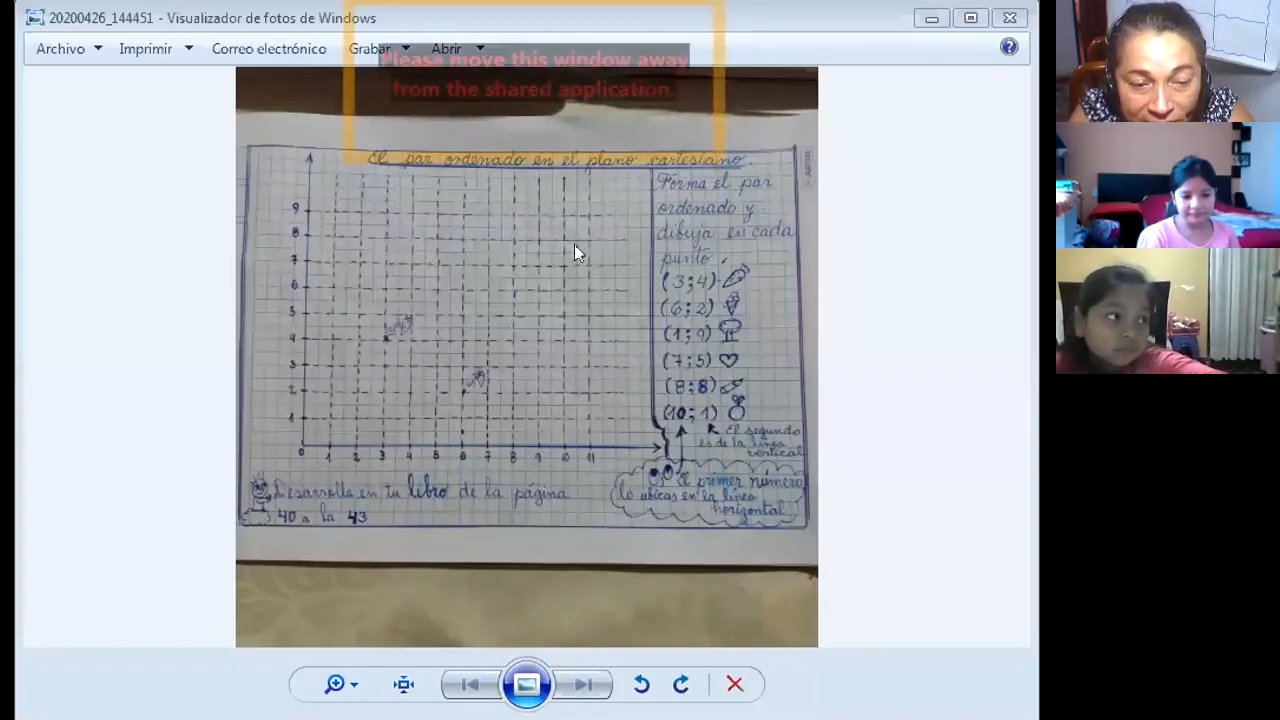 20200426_144451 - Visualizador de fotos de Windows
Archivo Imprimir Correo electrónico Grabar Abrir
Please move this window away
from the shared application.
El par ordenado en el plano cartesiano.
Forma el par
ordenado y
dibuja en cada
punto.
(3;4)
(6;2)
(1;9)
(7;5)
(8;8)
(10;1)
El segundo
es de la línea
vertical
El primer número
lo ubicas en la línea
horizontal
9
8
7
6
5
4
3
2
1
0 1 2 3 4 5 6 7 8 9 10 11
Desarrolla en tu libro de la página
40 a la 43